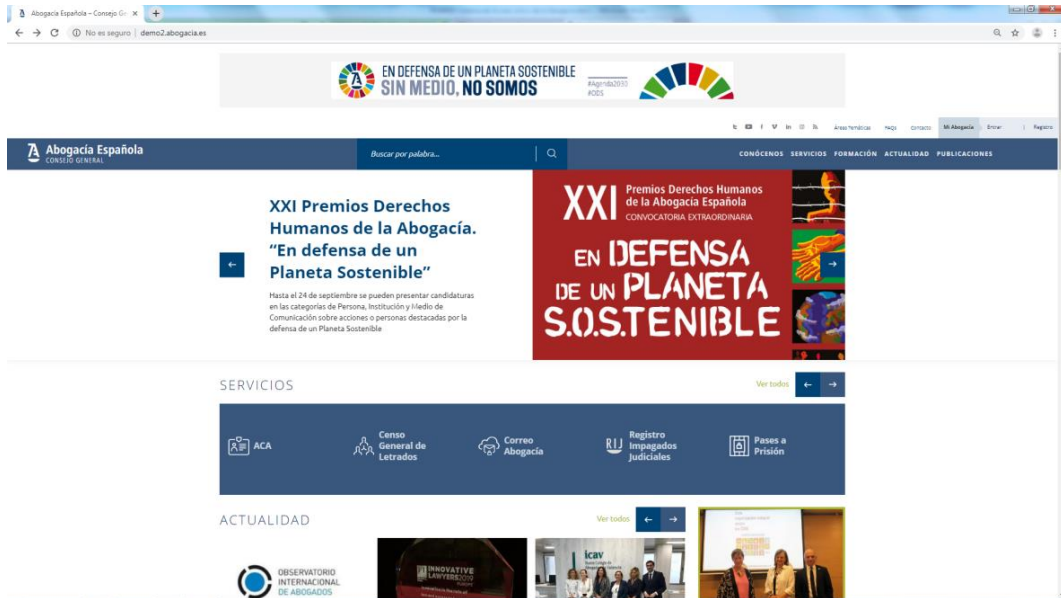 Abogacía Española – Consejo Ge
No es seguro | demo2.abogacia.es
EN DEFENSA DE UN PLANETA SOSTENIBLE
SIN MEDIO, NO SOMOS
#Agenda2030
#ODS
Áreas Temáticas FAQs Contacto Mi Abogacía Entrar | Registro
Abogacía Española
CONSEJO GENERAL
Buscar por palabra...
CONÓCENOS SERVICIOS FORMACIÓN ACTUALIDAD PUBLICACIONES
XXI Premios Derechos
Humanos de la Abogacía.
“En defensa de un
Planeta Sostenible”
Hasta el 24 de septiembre se pueden presentar candidaturas
en las categorías de Persona, Institución y Medio de
Comunicación sobre acciones o personas destacadas por la
defensa de un Planeta Sostenible
XXI Premios Derechos Humanos
de la Abogacía Española
CONVOCATORIA EXTRAORDINARIA
EN DEFENSA
DE UN PLANETA
S.O.S.TENIBLE
SERVICIOS
Ver todos
ACA
Censo
General de
Letrados
Correo
Abogacía
RIJ
Registro
Impagados
Judiciales
Pases a
Prisión
ACTUALIDAD
Ver todos
OBSERVATORIO
INTERNACIONAL
DE ABOGADOS
INNOVATIVE
LAWYERS2019
EUROPE
icav